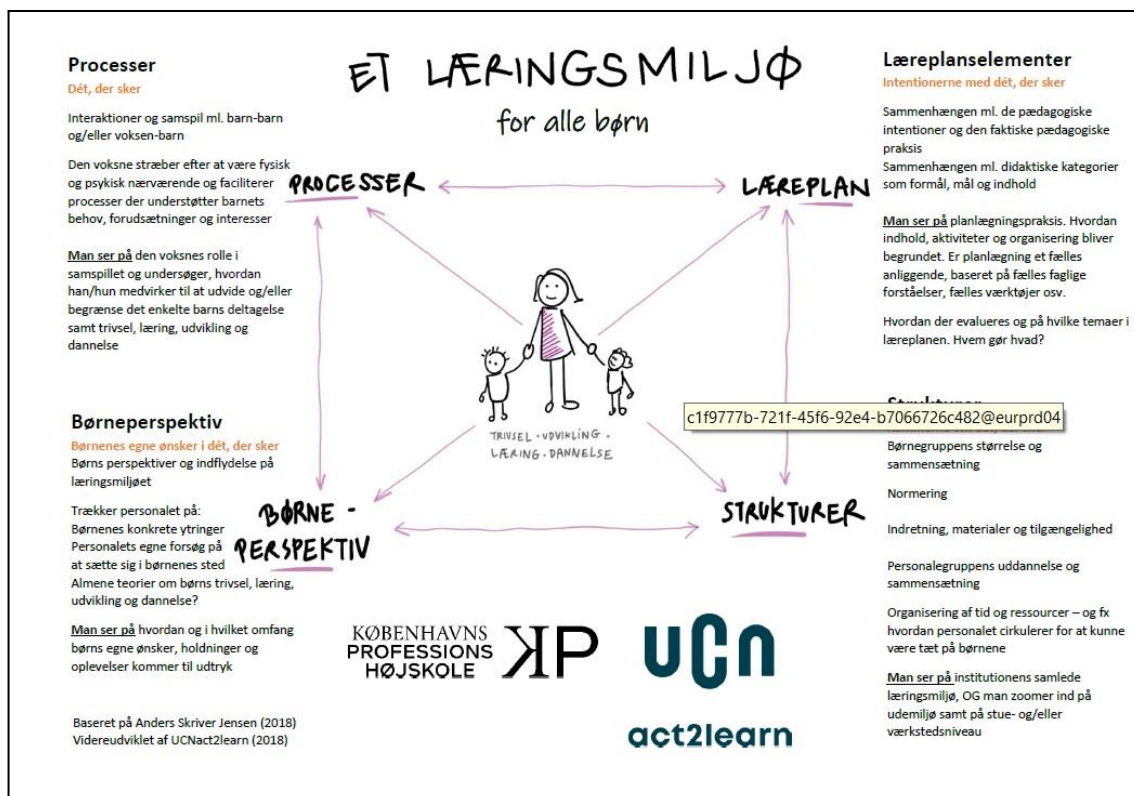 ET LÆRINGSMILJØ
for alle børn
Processer
Dét, der sker
Interaktioner og samspil ml. barn-barn
og/eller voksen-barn
Den voksne stræber efter at være fysisk
og psykisk nærværende og faciliterer
processer der understøtter barnets
behov, forudsætninger og interesser
Man ser på den voksnes rolle i
samspillet og undersøger, hvordan
han/hun medvirker til at udvide og/eller
begrænse det enkelte barns deltagelse
samt trivsel, læring, udvikling og
dannelse
Børneperspektiv
Børnenes egne ønsker i dét, der sker
Børns perspektiver og indflydelse på
læringsmiljøet
Trækker personalet på:
Børnenes konkrete ytringer
Personalets egne forsøg på
at sætte sig i børnenes sted
Almene teorier om børns trivsel, læring,
udvikling og dannelse?
Man ser på hvordan og i hvilket omfang
børns egne ønsker, holdninger og
oplevelser kommer til udtryk
Baseret på Anders Skriver Jensen (2018)
Videreudviklet af UCNact2learn (2018)
PROCESSER
LÆREPLAN
TRIVSEL · UDVIKLING ·
LÆRING · DANNELSE
BØRNE-
PERSPEKTIV
STRUKTURER
KØBENHAVNS
PROFESSIONS
HØJSKOLE
KP
UCN
act2learn
Læreplanselementer
Intentionerne med dét, der sker
Sammenhængen ml. de pædagogiske
intentioner og den faktiske pædagogiske
praksis
Sammenhængen ml. didaktiske kategorier
som formål, mål og indhold
Man ser på planlægningspraksis. Hvordan
indhold, aktiviteter og organisering bliver
begrundet. Er planlægning et fælles
anliggende, baseret på fælles faglige
forståelser, fælles værktøjer osv.
Hvordan der evalueres og på hvilke temaer i
læreplanen. Hvem gør hvad?
c1f9777b-721f-45f6-92e4-b7066726c482@eurprd04
Børnegruppens størrelse og
sammensætning
Normering
Indretning, materialer og tilgængelighed
Personalegruppens uddannelse og
sammensætning
Organisering af tid og ressourcer – og fx
hvordan personalet cirkulerer for at kunne
være tæt på børnene
Man ser på institutionens samlede
læringsmiljø, OG man zoomer ind på
udemiljø samt på stue- og/eller
værkstedsniveau